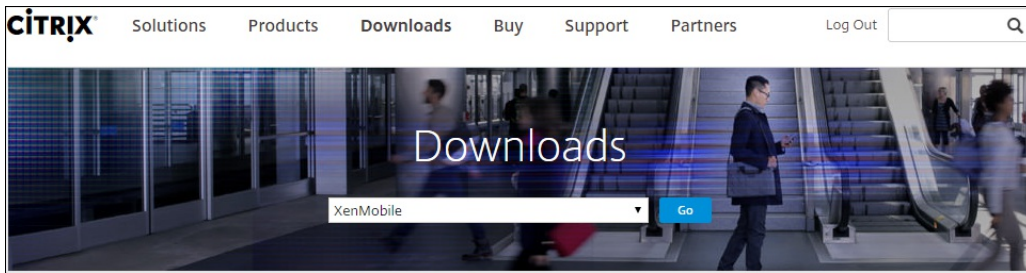 CITRIX Solutions Products Downloads Buy Support Partners Log Out
Downloads
XenMobile Go